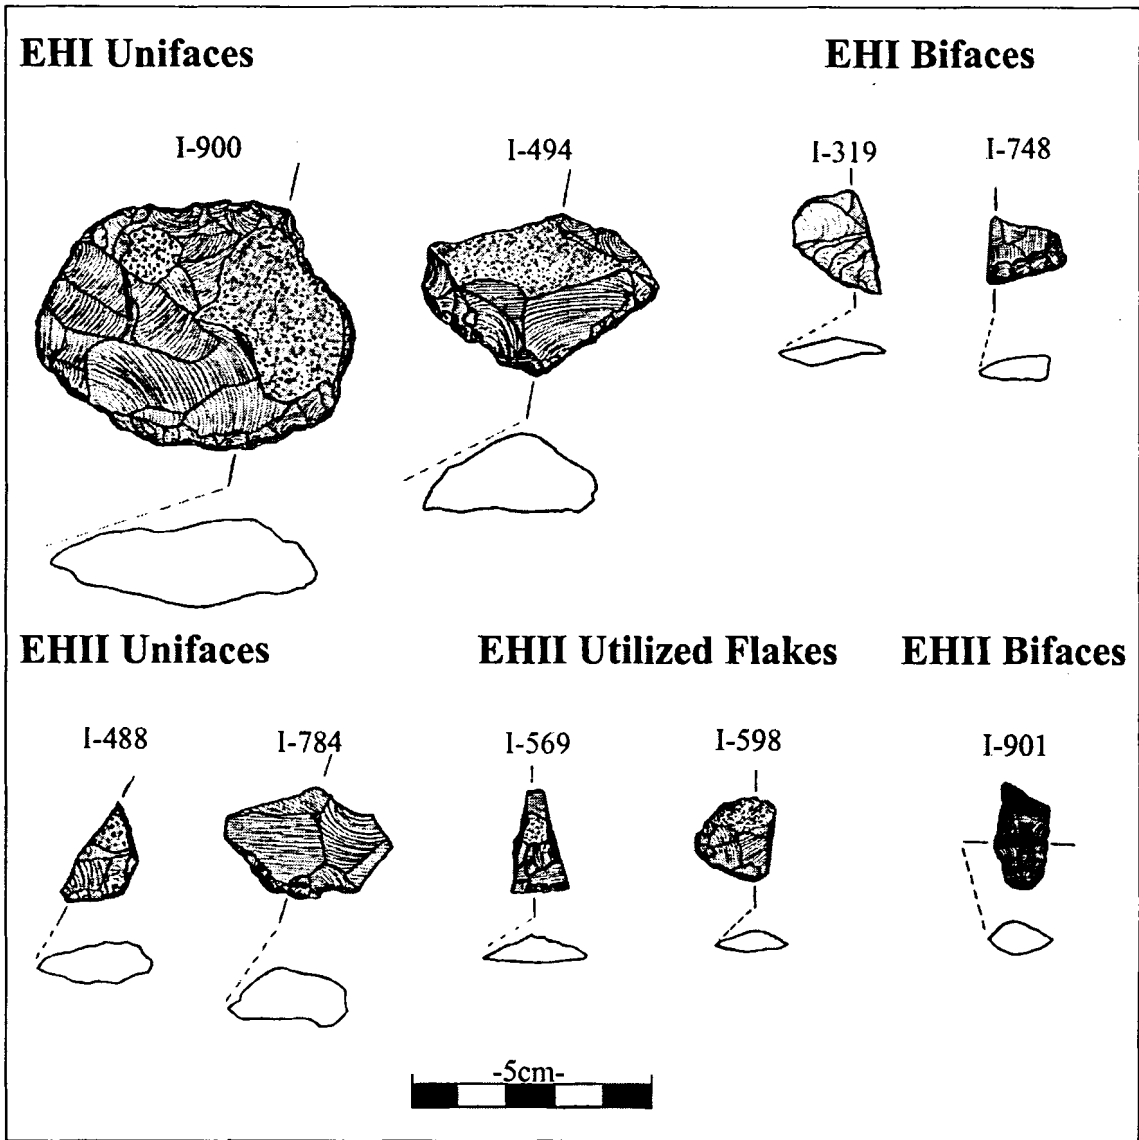 EHI Unifaces EHI Bifaces
I-900 I-494 I-319 I-748
EHII Unifaces EHII Utilized Flakes EHII Bifaces
I-488 I-784 I-569 I-598 I-901
-5cm-